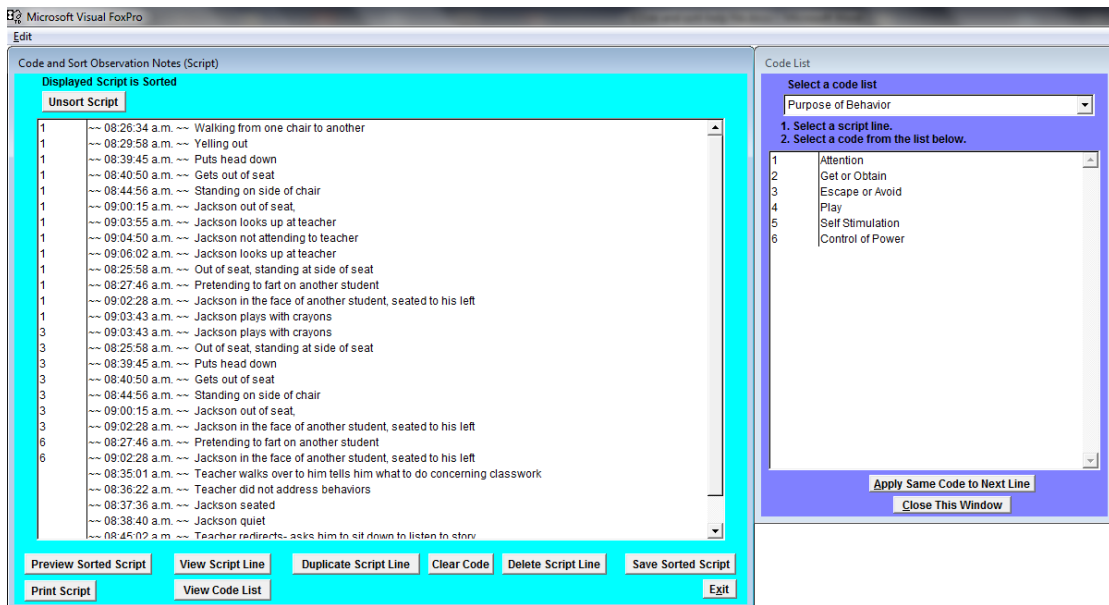 Microsoft Visual FoxPro
Edit
Code and Sort Observation Notes (Script)
Displayed Script is Sorted
Unsort Script
1 ~~ 08:26:34 a.m. ~~ Walking from one chair to another
1 ~~ 08:29:58 a.m. ~~ Yelling out
1 ~~ 08:39:45 a.m. ~~ Puts head down
1 ~~ 08:40:50 a.m. ~~ Gets out of seat
1 ~~ 08:44:56 a.m. ~~ Standing on side of chair
1 ~~ 09:00:15 a.m. ~~ Jackson out of seat,
1 ~~ 09:03:55 a.m. ~~ Jackson looks up at teacher
1 ~~ 09:04:50 a.m. ~~ Jackson not attending to teacher
1 ~~ 09:06:02 a.m. ~~ Jackson looks up at teacher
1 ~~ 08:25:58 a.m. ~~ Out of seat, standing at side of seat
1 ~~ 08:27:46 a.m. ~~ Pretending to fart on another student
1 ~~ 09:02:28 a.m. ~~ Jackson in the face of another student, seated to his left
1 ~~ 09:03:43 a.m. ~~ Jackson plays with crayons
3 ~~ 09:03:43 a.m. ~~ Jackson plays with crayons
3 ~~ 08:25:58 a.m. ~~ Out of seat, standing at side of seat
3 ~~ 08:39:45 a.m. ~~ Puts head down
3 ~~ 08:40:50 a.m. ~~ Gets out of seat
3 ~~ 08:44:56 a.m. ~~ Standing on side of chair
3 ~~ 09:00:15 a.m. ~~ Jackson out of seat,
3 ~~ 09:02:28 a.m. ~~ Jackson in the face of another student, seated to his left
6 ~~ 08:27:46 a.m. ~~ Pretending to fart on another student
6 ~~ 09:02:28 a.m. ~~ Jackson in the face of another student, seated to his left
~~ 08:35:01 a.m. ~~ Teacher walks over to him tells him what to do concerning classwork
~~ 08:36:22 a.m. ~~ Teacher did not address behaviors
~~ 08:37:36 a.m. ~~ Jackson seated
~~ 08:38:40 a.m. ~~ Jackson quiet
~~ 08:45:02 a.m. ~~ Teacher redirects- asks him to sit down to listen to story
Preview Sorted Script View Script Line Duplicate Script Line Clear Code Delete Script Line Save Sorted Script
Print Script View Code List Exit
Code List
Select a code list
Purpose of Behavior
1. Select a script line.
2. Select a code from the list below.
1 Attention
2 Get or Obtain
3 Escape or Avoid
4 Play
5 Self Stimulation
6 Control of Power
Apply Same Code to Next Line
Close This Window